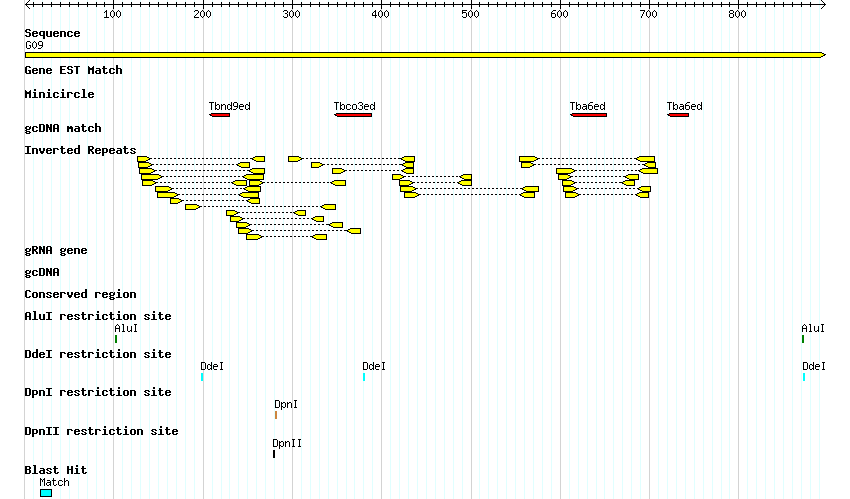 100 200 300 400 500 600 700 800
Sequence
G09
Gene EST Match
Minicircle
Tbnd9ed Tbco3ed Tba6ed Tba6ed
gcDNA match
Inverted Repeats
gRNA gene
gcDNA
Conserved region
AluI restriction site
AluI AluI
DdeI restriction site
DdeI DdeI DdeI
DpnI restriction site
DpnI
DpnII restriction site
DpnII
Blast Hit
Match